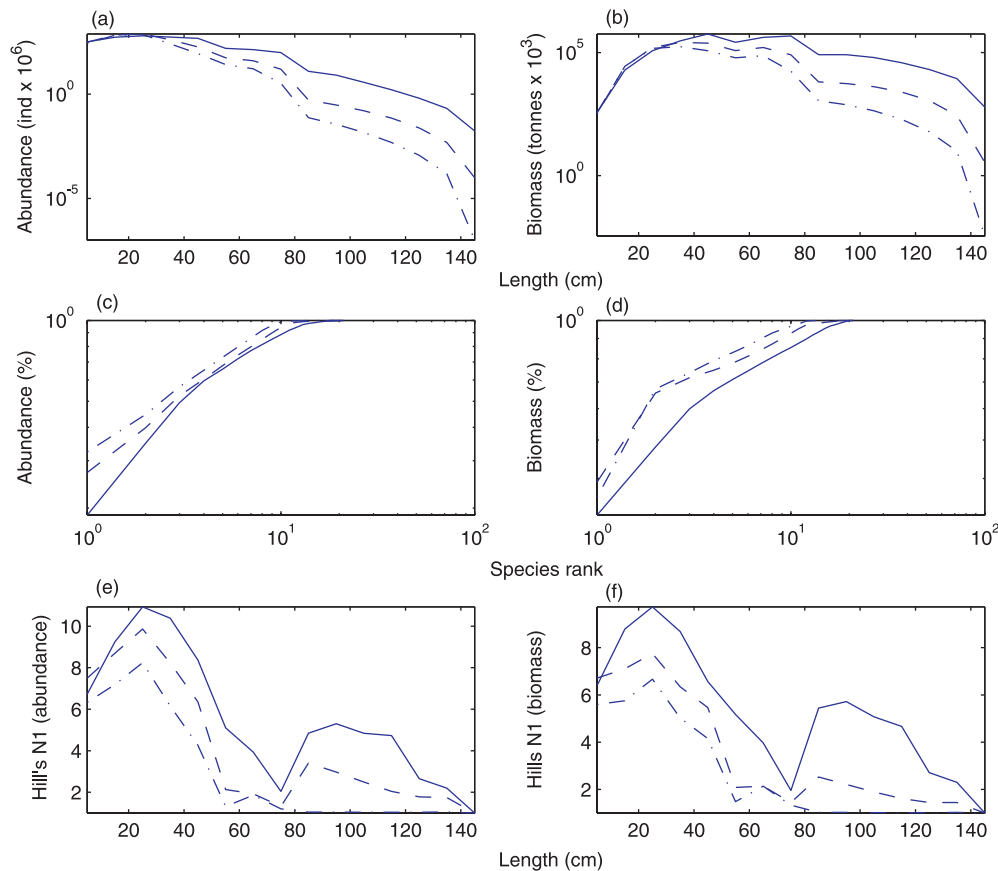 (a)
Abundance (ind x 10^6)
10^0
10^-5
20 40 60 80 100 120 140
(b)
Biomass (tonnes x 10^3)
10^5
10^0
20 40 60 80 100 120 140
Length (cm)
(c)
Abundance (%)
10^0
10^0 10^1 10^2
(d)
Biomass (%)
10^0
10^0 10^1 10^2
Species rank
(e)
Hill's N1 (abundance)
10
8
6
4
2
20 40 60 80 100 120 140
(f)
Hills N1 (biomass)
8
6
4
2
20 40 60 80 100 120 140
Length (cm)